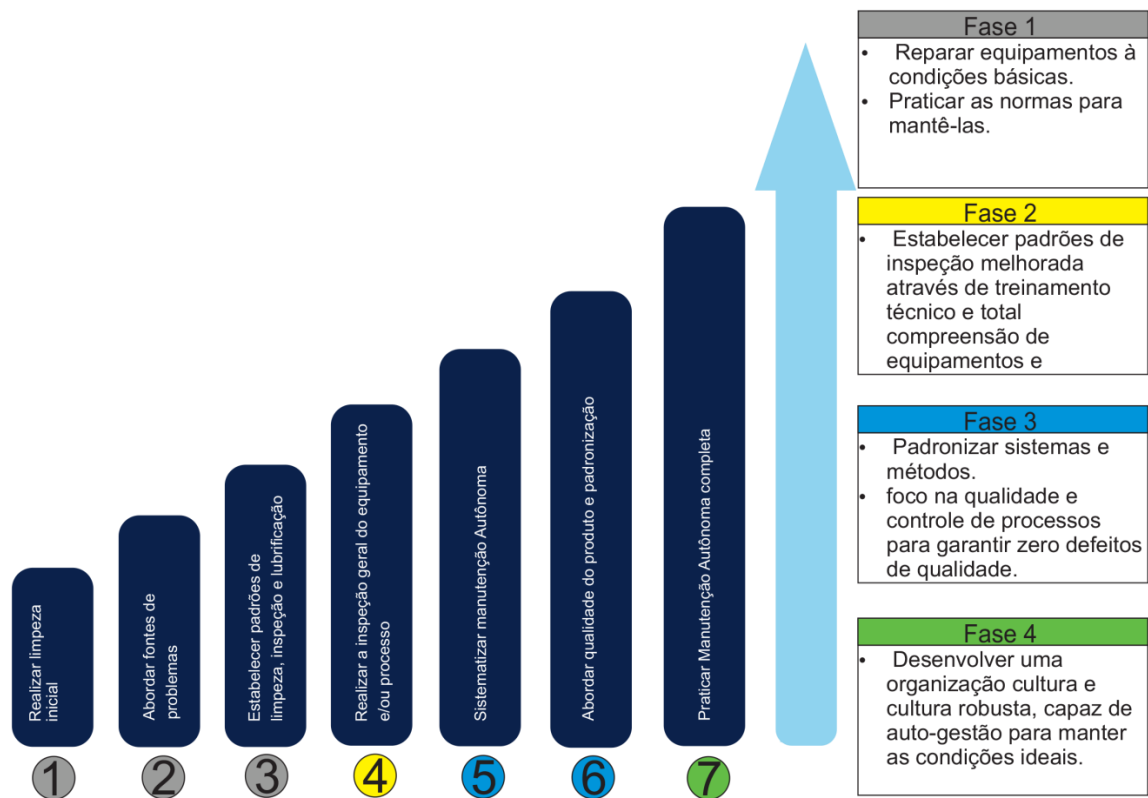 Realizar limpeza
inicial
1
Abordar fontes de
problemas
2
Estabelecer padrões de
limpeza, inspeção e lubrificação
3
Realizar a inspeção geral do equipamento
e/ou processo
4
Sistematizar manutenção Autônoma
5
Abordar qualidade do produto e padronização
6
Praticar Manutenção Autônoma completa
7
Fase 1
• Reparar equipamentos à
condições básicas.
• Praticar as normas para
mantê-las.
Fase 2
• Estabelecer padrões de
inspeção melhorada
através de treinamento
técnico e total
compreensão de
equipamentos e
Fase 3
• Padronizar sistemas e
métodos.
• foco na qualidade e
controle de processos
para garantir zero defeitos
de qualidade.
Fase 4
• Desenvolver uma
organização cultura e
cultura robusta, capaz de
auto-gestão para manter
as condições ideais.